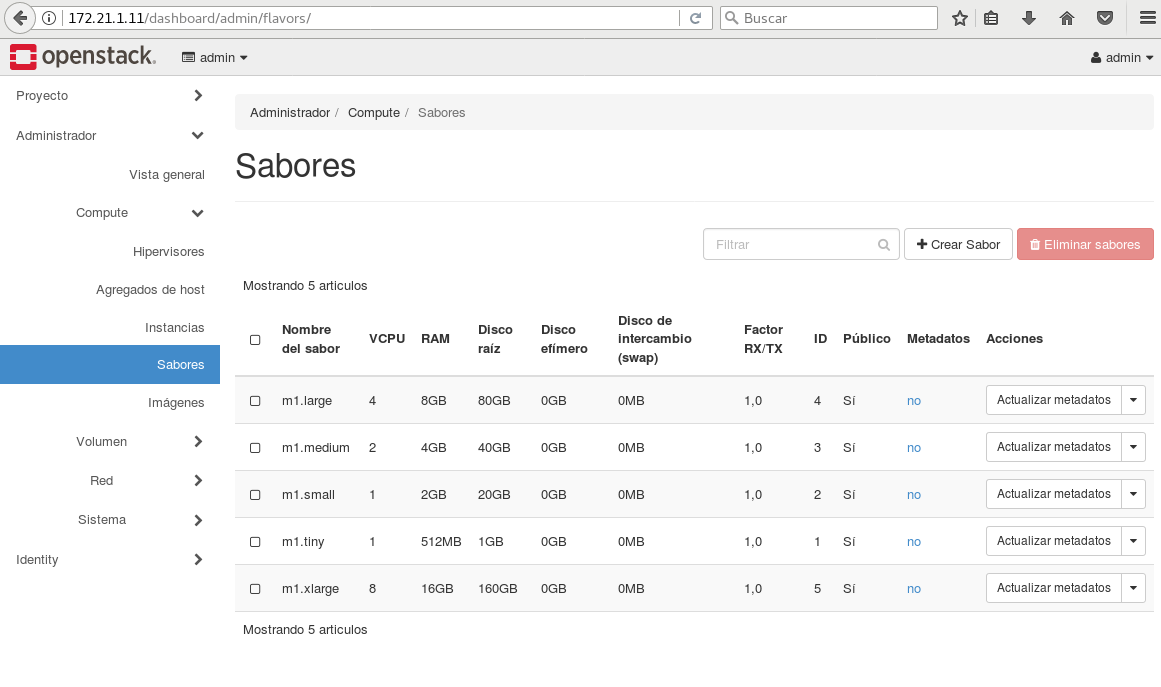 172.21.1.11/dashboard/admin/flavors/
Buscar
openstack.
admin
admin
Proyecto
Administrador
Vista general
Compute
Hipervisores
Agregados de host
Instancias
Sabores
Imágenes
Volumen
Red
Sistema
Identity
Administrador / Compute / Sabores
Sabores
Filtrar
Crear Sabor
Eliminar sabores
Mostrando 5 articulos
Nombre del sabor VCPU RAM Disco raíz Disco efímero Disco de intercambio (swap) Factor RX/TX ID Público Metadatos Acciones
m1.large 4 8GB 80GB 0GB 0MB 1,0 4 Sí no Actualizar metadatos
m1.medium 2 4GB 40GB 0GB 0MB 1,0 3 Sí no Actualizar metadatos
m1.small 1 2GB 20GB 0GB 0MB 1,0 2 Sí no Actualizar metadatos
m1.tiny 1 512MB 1GB 0GB 0MB 1,0 1 Sí no Actualizar metadatos
m1.xlarge 8 16GB 160GB 0GB 0MB 1,0 5 Sí no Actualizar metadatos
Mostrando 5 articulos